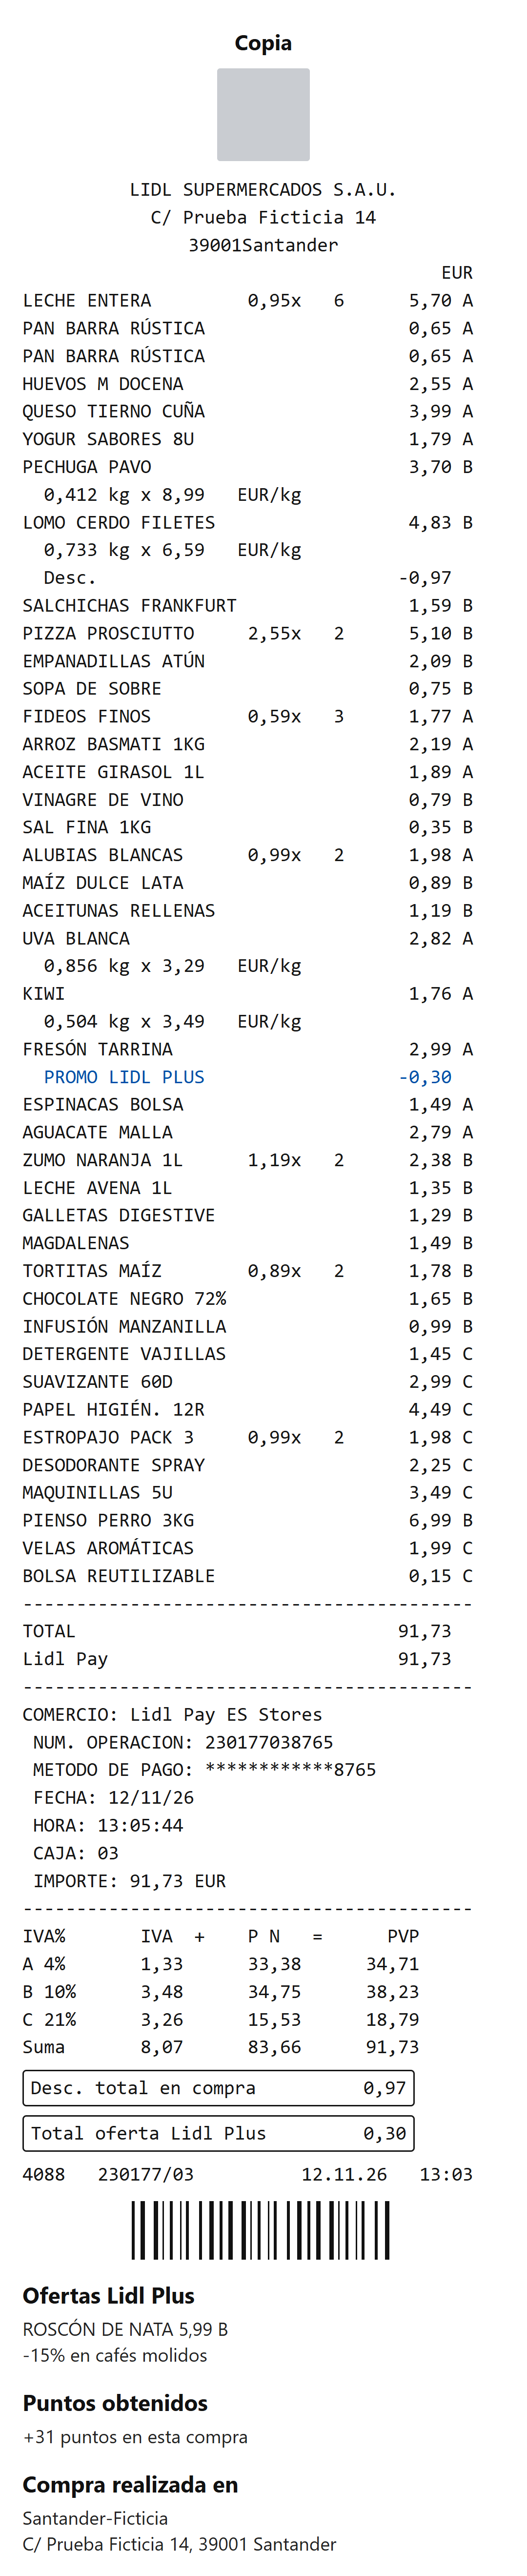 Copia
LIDL SUPERMERCADOS S.A.U.
C/ Prueba Ficticia 14
39001Santander
EUR
LECHE ENTERA 0,95x 6 5,70 A
PAN BARRA RÚSTICA 0,65 A
PAN BARRA RÚSTICA 0,65 A
HUEVOS M DOCENA 2,55 A
QUESO TIERNO CUÑA 3,99 A
YOGUR SABORES 8U 1,79 A
PECHUGA PAVO 3,70 B
0,412 kg x 8,99 EUR/kg
LOMO CERDO FILETES 4,83 B
0,733 kg x 6,59 EUR/kg
Desc. -0,97
SALCHICHAS FRANKFURT 1,59 B
PIZZA PROSCIUTTO 2,55x 2 5,10 B
EMPANADILLAS ATÚN 2,09 B
SOPA DE SOBRE 0,75 B
FIDEOS FINOS 0,59x 3 1,77 A
ARROZ BASMATI 1KG 2,19 A
ACEITE GIRASOL 1L 1,89 A
VINAGRE DE VINO 0,79 B
SAL FINA 1KG 0,35 B
ALUBIAS BLANCAS 0,99x 2 1,98 A
MAÍZ DULCE LATA 0,89 B
ACEITUNAS RELLENAS 1,19 B
UVA BLANCA 2,82 A
0,856 kg x 3,29 EUR/kg
KIWI 1,76 A
0,504 kg x 3,49 EUR/kg
FRESÓN TARRINA 2,99 A
PROMO LIDL PLUS -0,30
ESPINACAS BOLSA 1,49 A
AGUACATE MALLA 2,79 A
ZUMO NARANJA 1L 1,19x 2 2,38 B
LECHE AVENA 1L 1,35 B
GALLETAS DIGESTIVE 1,29 B
MAGDALENAS 1,49 B
TORTITAS MAÍZ 0,89x 2 1,78 B
CHOCOLATE NEGRO 72% 1,65 B
INFUSIÓN MANZANILLA 0,99 B
DETERGENTE VAJILLAS 1,45 C
SUAVIZANTE 60D 2,99 C
PAPEL HIGIÉN. 12R 4,49 C
ESTROPAJO PACK 3 0,99x 2 1,98 C
DESODORANTE SPRAY 2,25 C
MAQUINILLAS 5U 3,49 C
PIENSO PERRO 3KG 6,99 B
VELAS AROMÁTICAS 1,99 C
BOLSA REUTILIZABLE 0,15 C
------------------------------------------
TOTAL 91,73
Lidl Pay 91,73
------------------------------------------
COMERCIO: Lidl Pay ES Stores
NUM. OPERACION: 230177038765
METODO DE PAGO: ************8765
FECHA: 12/11/26
HORA: 13:05:44
CAJA: 03
IMPORTE: 91,73 EUR
------------------------------------------
IVA% IVA + P N = PVP
A 4% 1,33 33,38 34,71
B 10% 3,48 34,75 38,23
C 21% 3,26 15,53 18,79
Suma 8,07 83,66 91,73
Desc. total en compra 0,97
Total oferta Lidl Plus 0,30
4088 230177/03 12.11.26 13:03
Ofertas Lidl Plus
ROSCÓN DE NATA 5,99 B
-15% en cafés molidos
Puntos obtenidos
+31 puntos en esta compra
Compra realizada en
Santander-Ficticia
C/ Prueba Ficticia 14, 39001 Santander